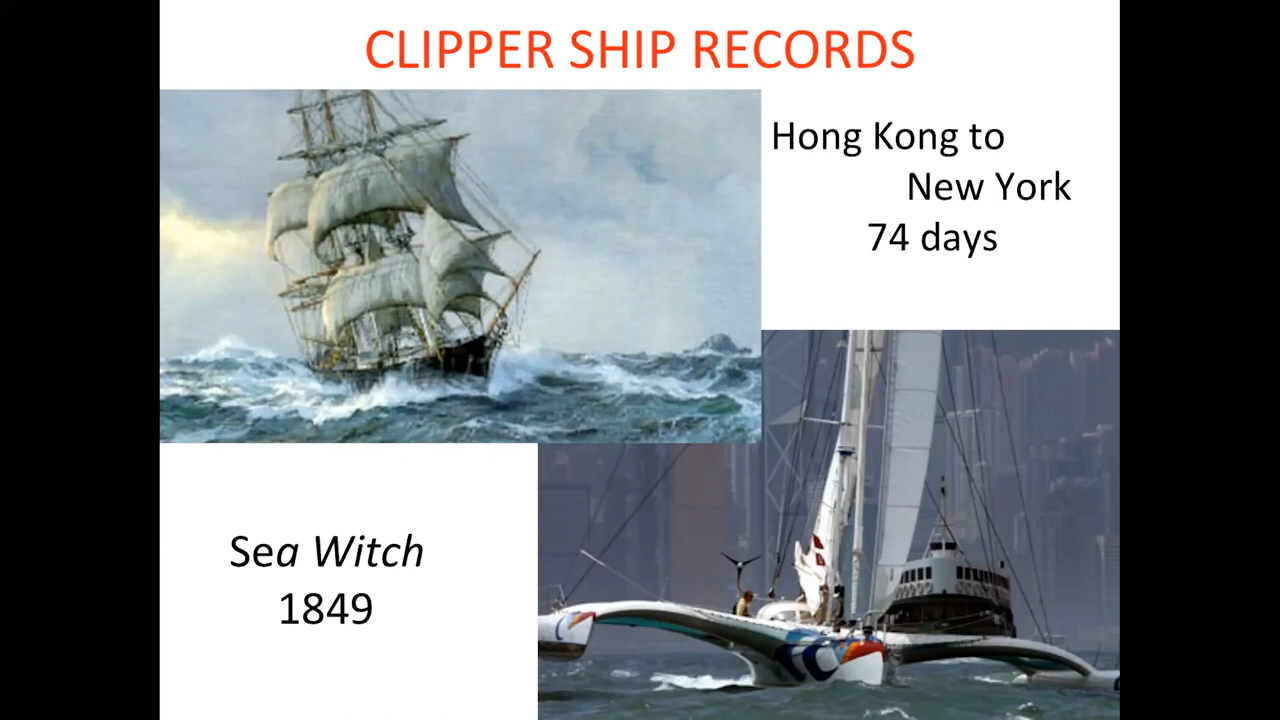 CLIPPER SHIP RECORDS
Hong Kong to
New York
74 days
Sea Witch
1849